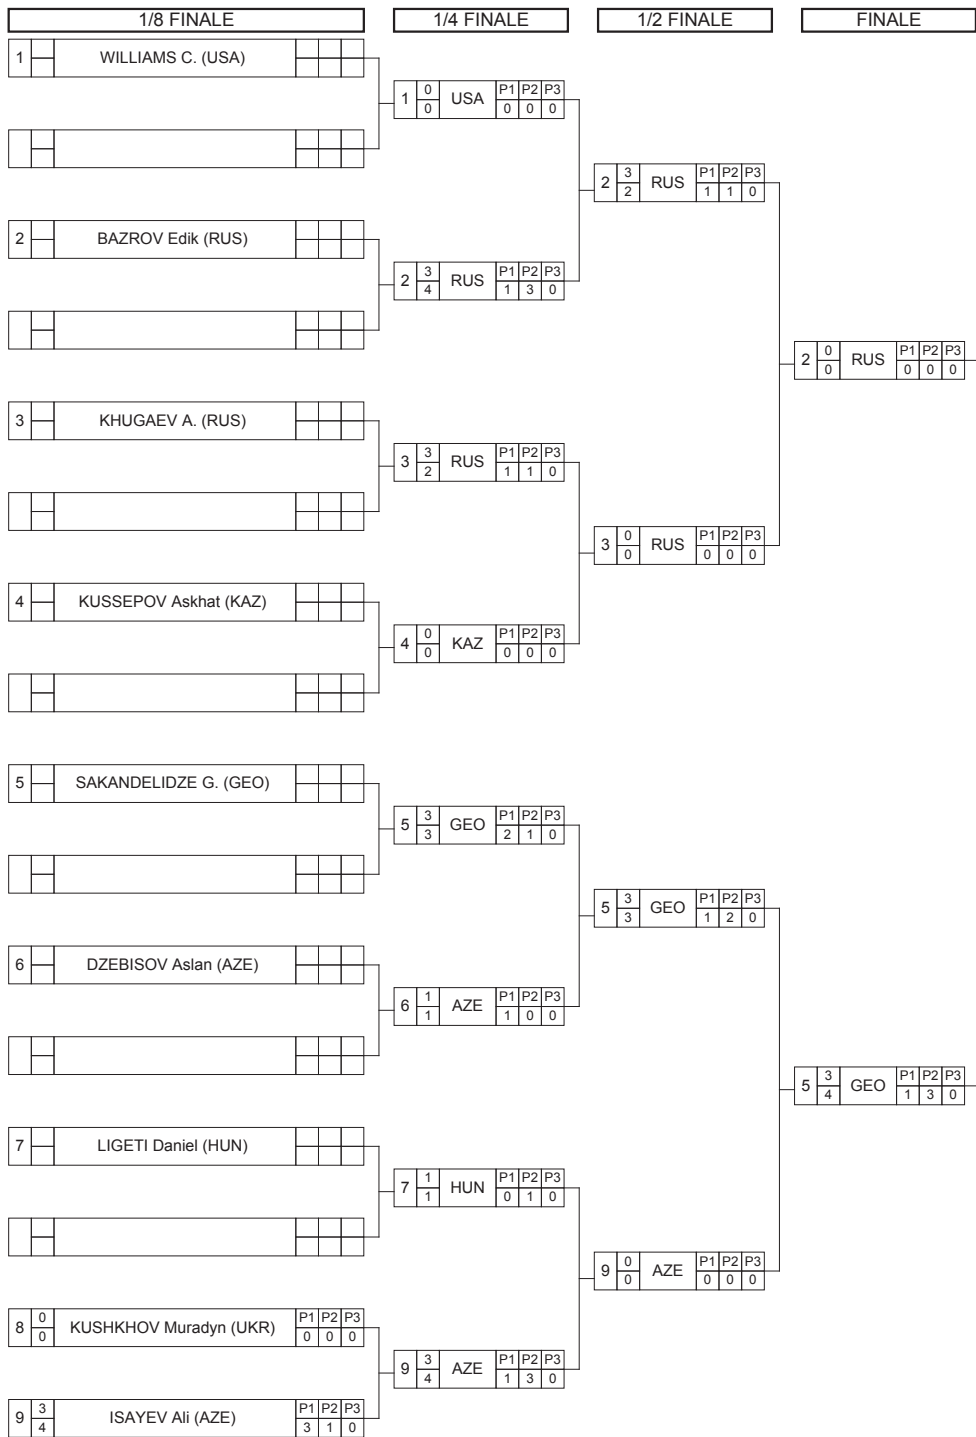 1/8 FINALE 1/4 FINALE 1/2 FINALE FINALE
1 WILLIAMS C. (USA)
1 0 0 USA P1 P2 P3 0 0 0
2 3 2 RUS P1 P2 P3 1 1 0
2 BAZROV Edik (RUS)
2 3 4 RUS P1 P2 P3 1 3 0
2 0 0 RUS P1 P2 P3 0 0 0
3 KHUGAEV A. (RUS)
3 3 2 RUS P1 P2 P3 1 1 0
3 0 0 RUS P1 P2 P3 0 0 0
4 KUSSEPOV Askhat (KAZ)
4 0 0 KAZ P1 P2 P3 0 0 0
5 SAKANDELIDZE G. (GEO)
5 3 3 GEO P1 P2 P3 2 1 0
5 3 3 GEO P1 P2 P3 1 2 0
6 DZEBISOV Aslan (AZE)
6 1 1 AZE P1 P2 P3 1 0 0
5 3 4 GEO P1 P2 P3 1 3 0
7 LIGETI Daniel (HUN)
7 1 1 HUN P1 P2 P3 0 1 0
9 0 0 AZE P1 P2 P3 0 0 0
8 0 0 KUSHKHOV Muradyn (UKR) P1 P2 P3 0 0 0
9 3 4 AZE P1 P2 P3 1 3 0
9 3 4 ISAYEV Ali (AZE) P1 P2 P3 3 1 0